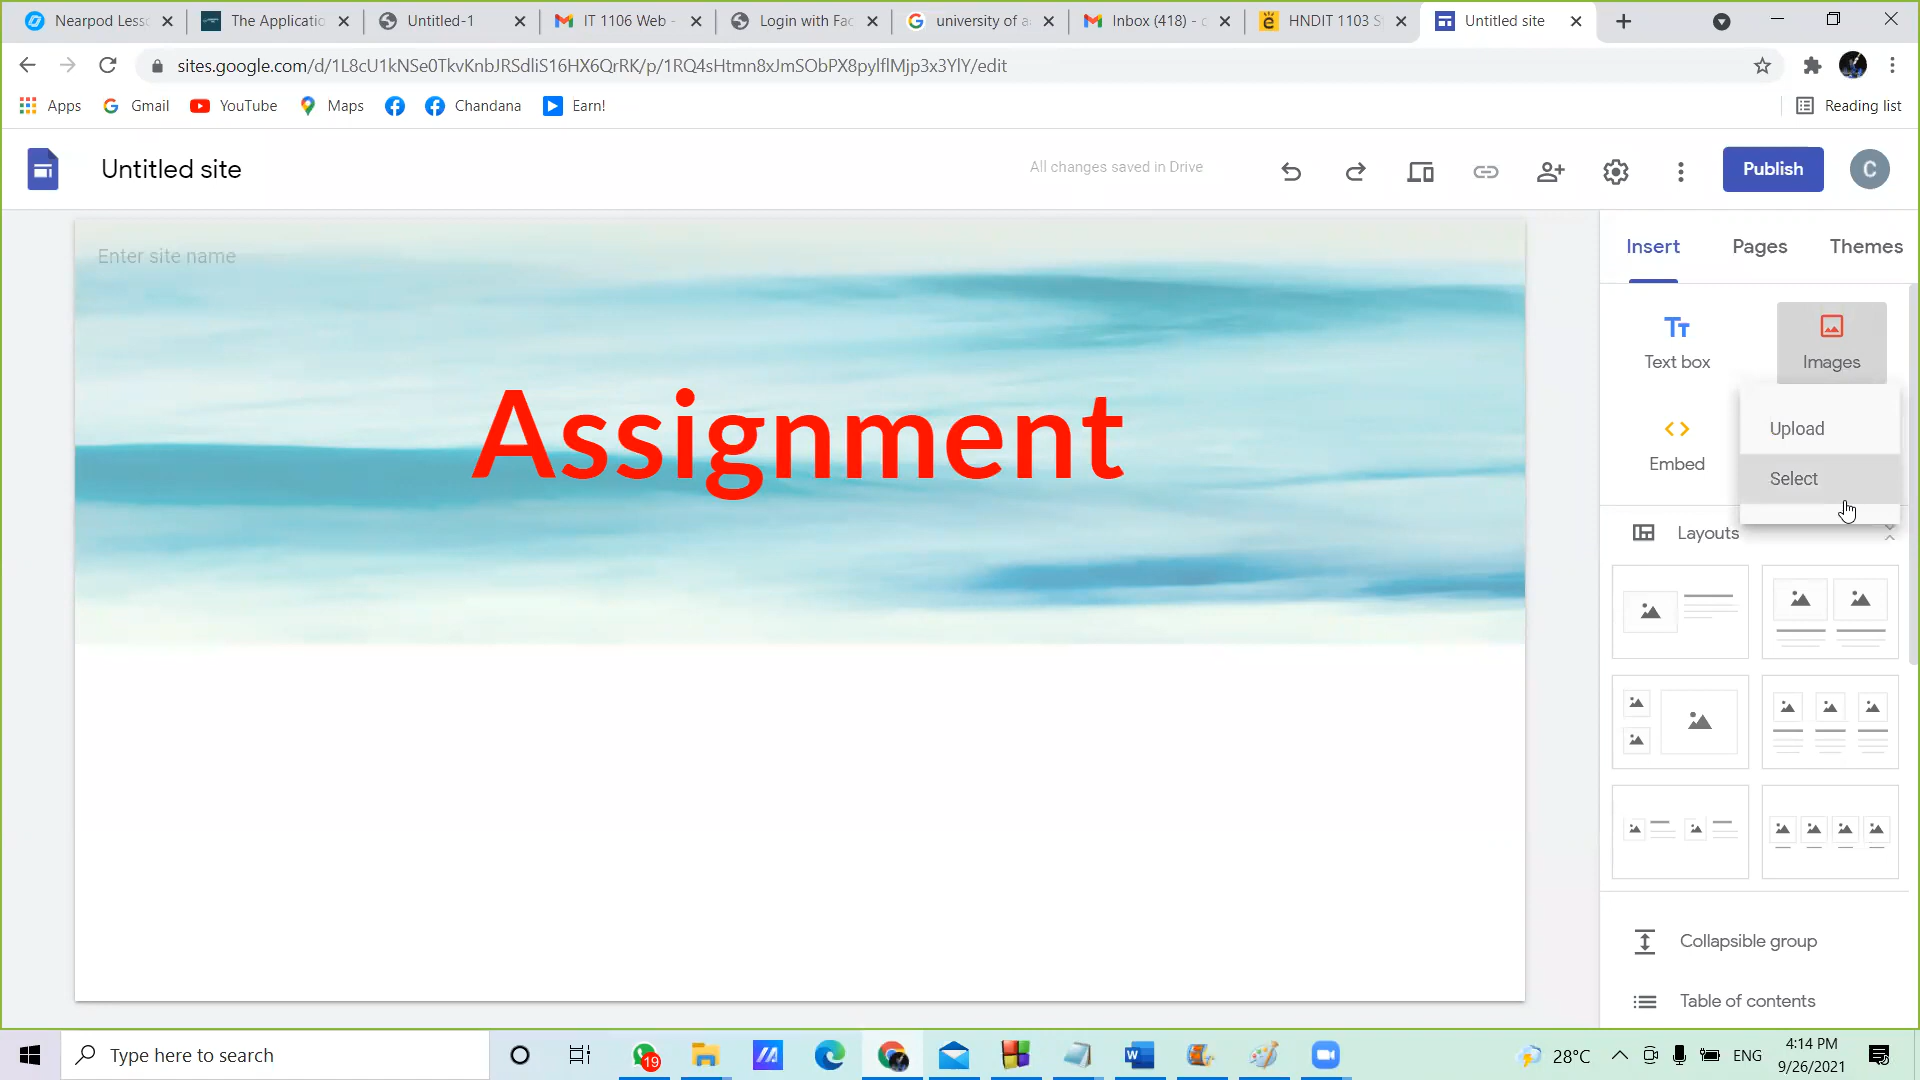 Nearpod Less
The Applicatio
Untitled-1
IT 1106 Web -
Login with Fac
university of a
Inbox (418) -
HNDIT 1103 S
Untitled site
sites.google.com/d/1L8cU1kNSe0TkvKnbJRSdliS16HX6QrRK/p/1RQ4sHtmn8xJmSObPX8pylflMjp3x3YlY/edit
Apps
Gmail
YouTube
Maps
Chandana
Earn!
Reading list
Untitled site
All changes saved in Drive
Publish
C
Enter site name
Assignment
Insert
Pages
Themes
Text box
Images
Upload
Embed
Select
Layouts
Collapsible group
Table of contents
Type here to search
19
28°C
ENG
4:14 PM
9/26/2021